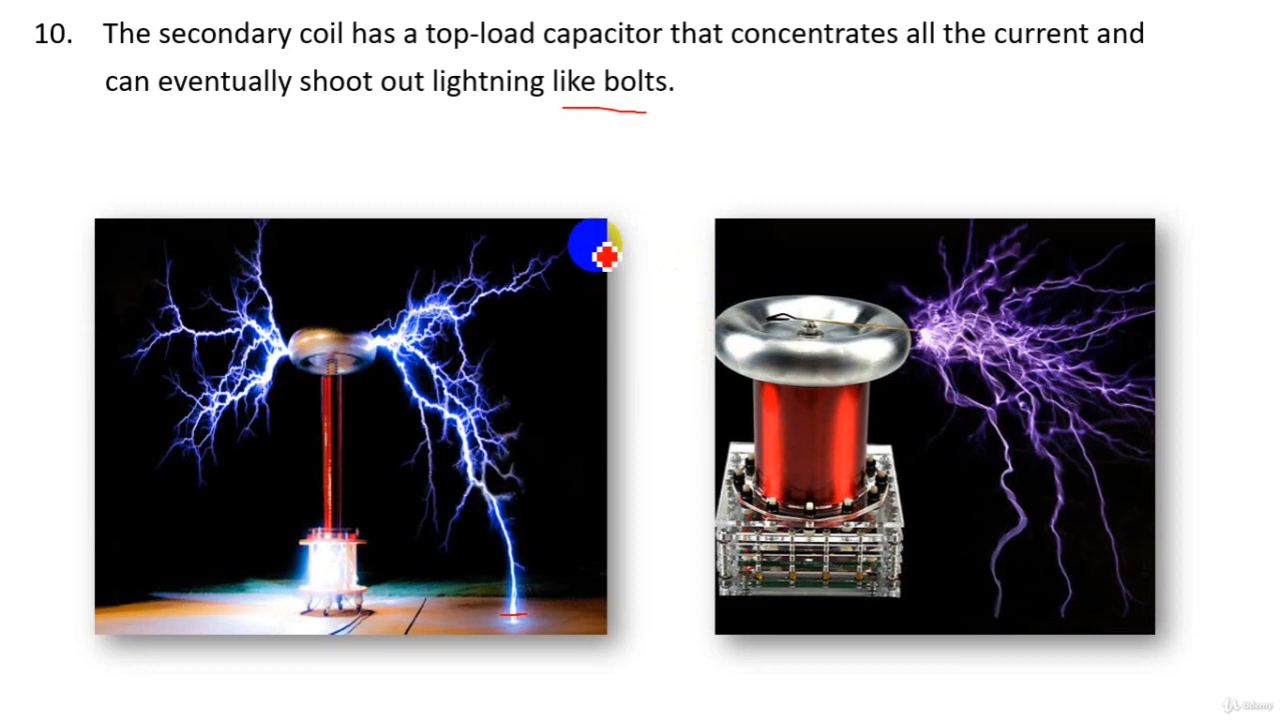 10. The secondary coil has a top-load capacitor that concentrates all the current and
can eventually shoot out lightning like bolts.
Udemy